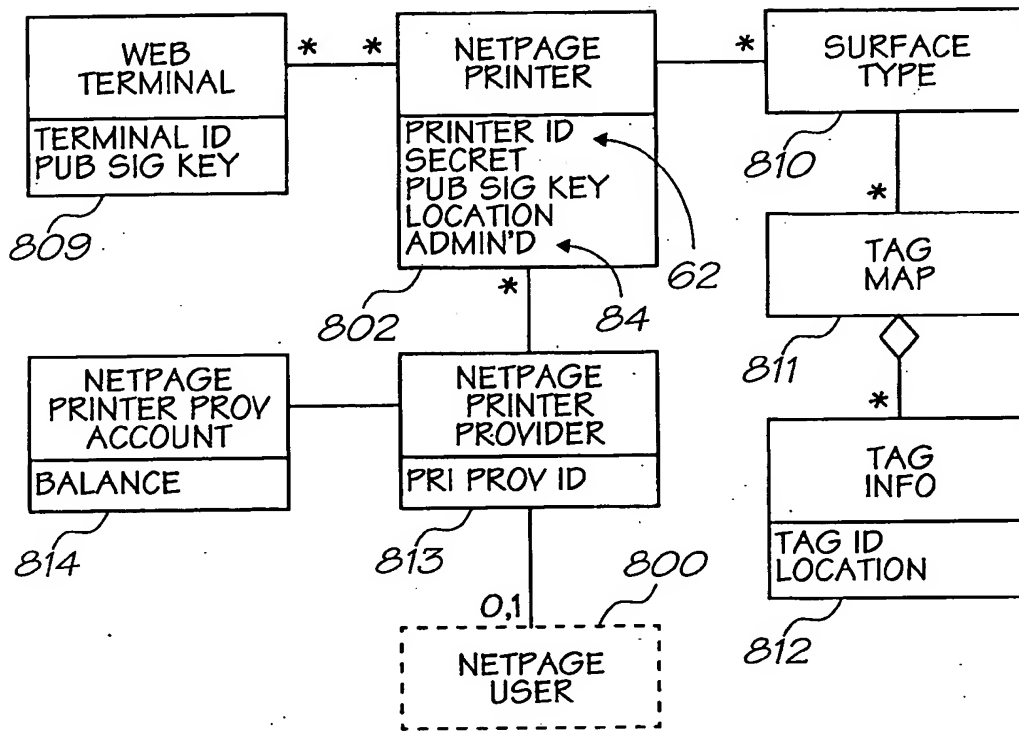 WEB
TERMINAL
TERMINAL ID
PUB SIG KEY
809
* *
NETPAGE
PRINTER
PRINTER ID
SECRET
PUB SIG KEY
LOCATION
ADMIN'D
802
62
84
*
SURFACE
TYPE
810
*
TAG
MAP
811
*
TAG
INFO
TAG ID
LOCATION
812
*
NETPAGE
PRINTER PROV
ACCOUNT
BALANCE
814
NETPAGE
PRINTER
PROVIDER
PRI PROV ID
813
800
0,1
NETPAGE
USER